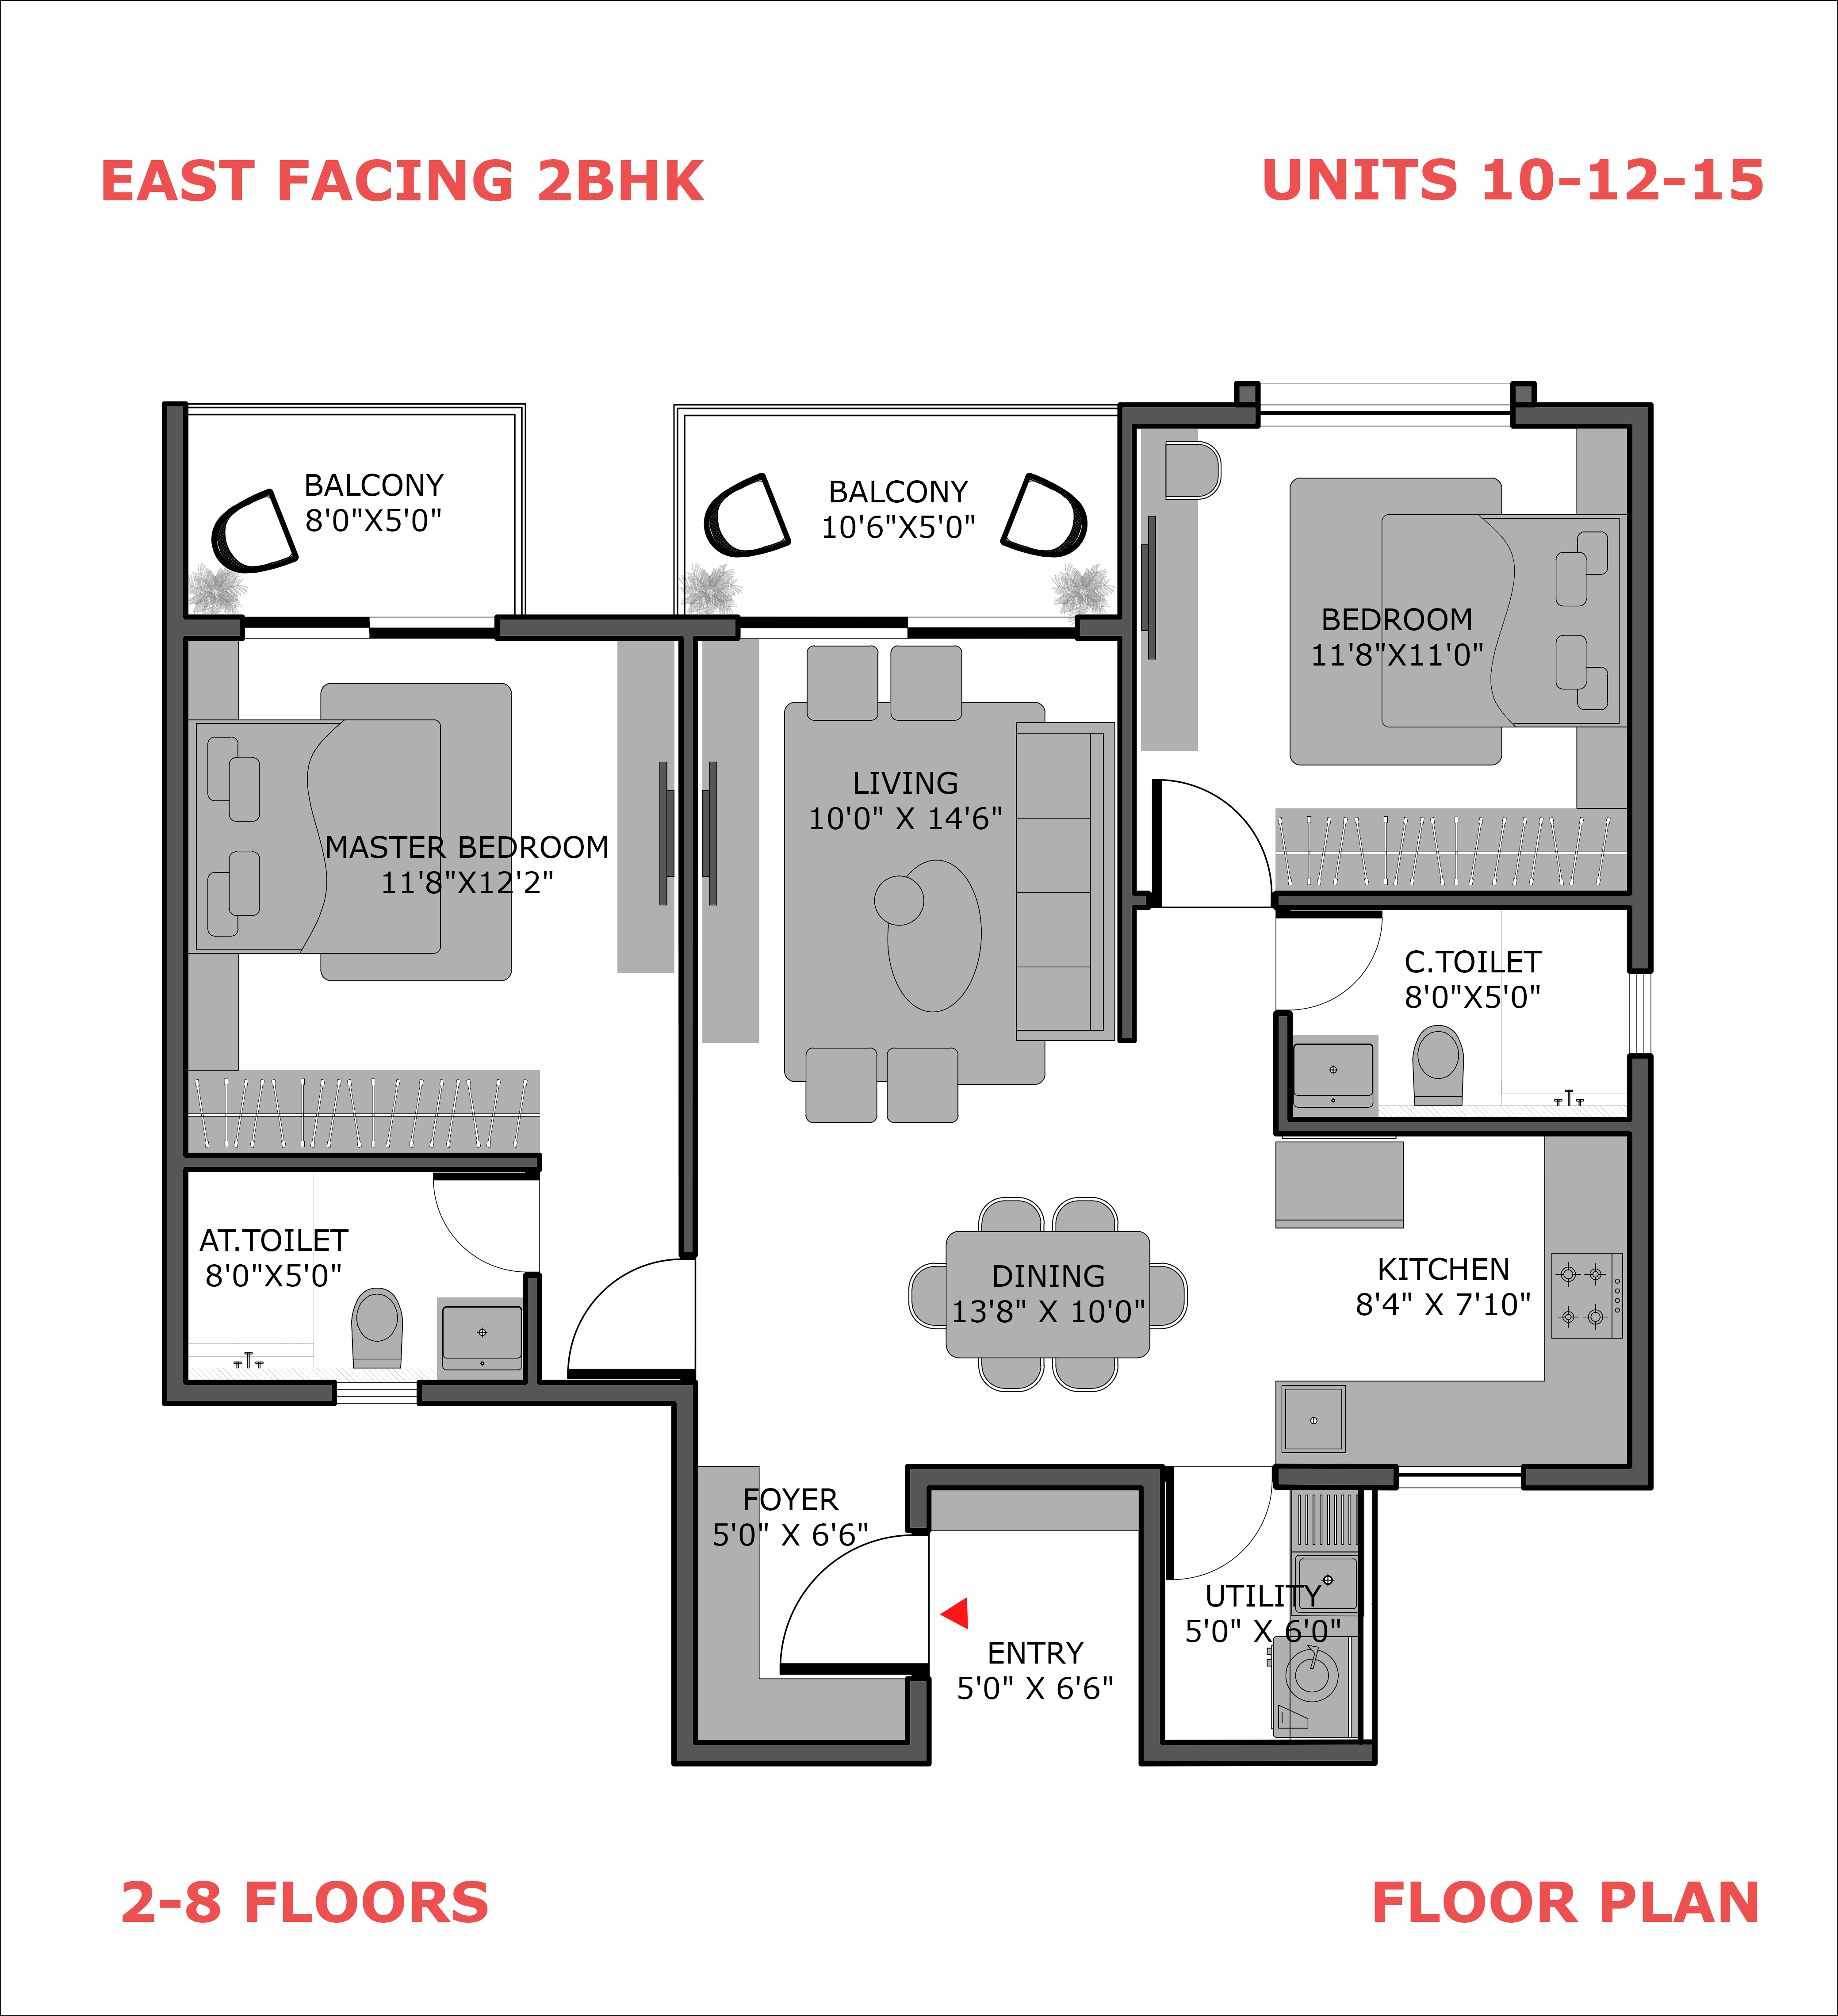 EAST FACING 2BHK
UNITS 10-12-15
BALCONY
8'0"X5'0"
BALCONY
10'6"X5'0"
BEDROOM
11'8"X11'0"
LIVING
10'0" X 14'6"
MASTER BEDROOM
11'8"X12'2"
C.TOILET
8'0"X5'0"
AT.TOILET
8'0"X5'0"
DINING
13'8" X 10'0"
KITCHEN
8'4" X 7'10"
FOYER
5'0" X 6'6"
UTILITY
5'0" X 6'0"
ENTRY
5'0" X 6'6"
2-8 FLOORS
FLOOR PLAN